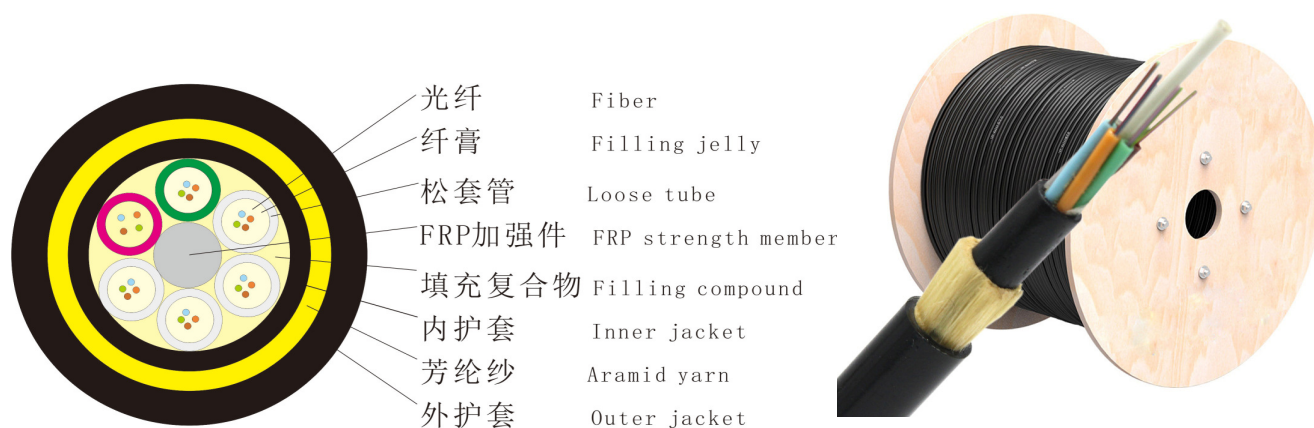 光纤 Fiber
纤膏 Filling jelly
松套管 Loose tube
FRP加强件 FRP strength member
填充复合物 Filling compound
内护套 Inner jacket
芳纶纱 Aramid yarn
外护套 Outer jacket